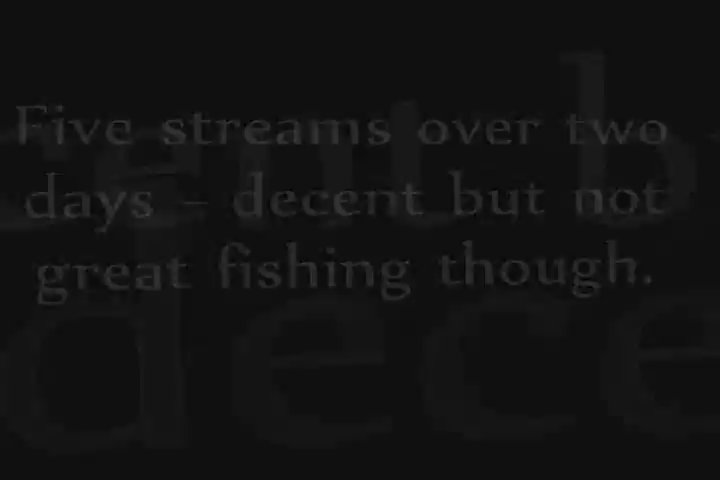 Five streams over two
days – decent but not
great fishing though.